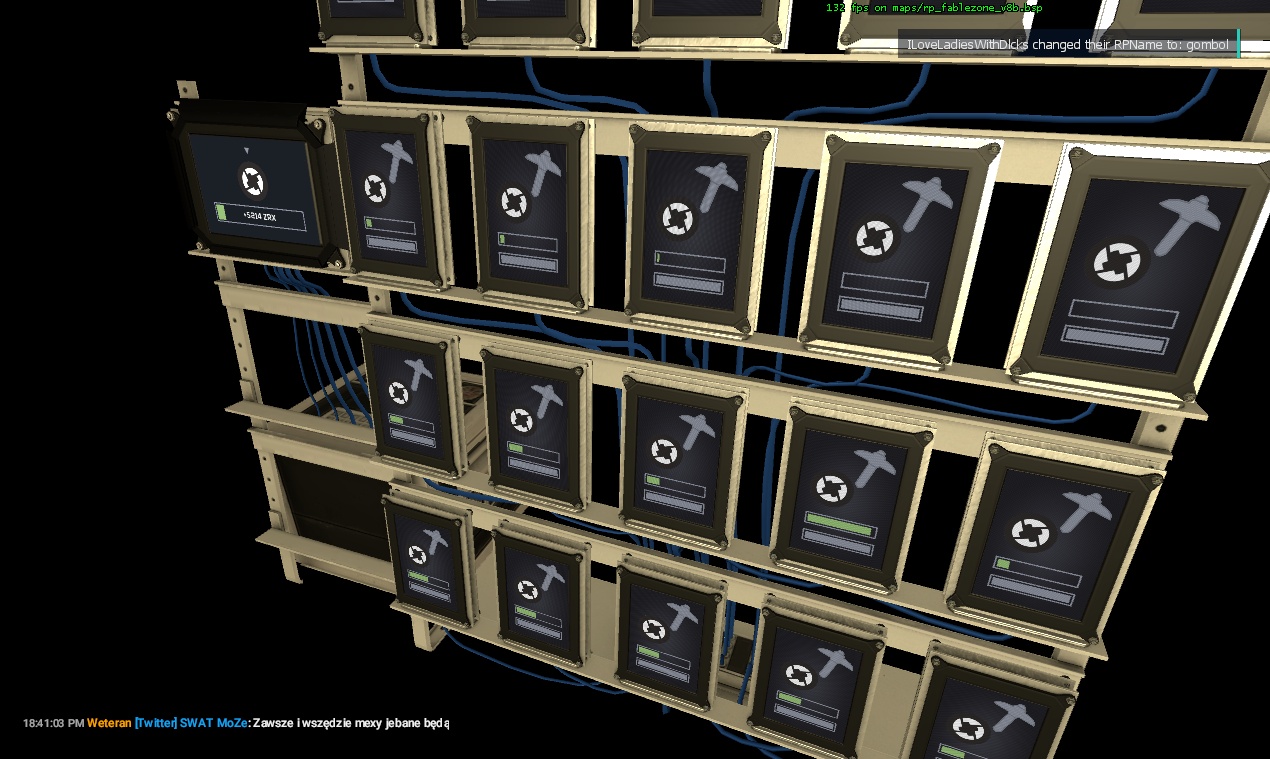 132 fps on maps/rp_fablezone_v8b.bsp
ILoveLadiesWithDIcks changed their RPName to: gombol
+5214 ZRX
18:41:03 PM Weteran [Twitter] SWAT MoZe: Zawsze i wszędzie mexy jebane będą